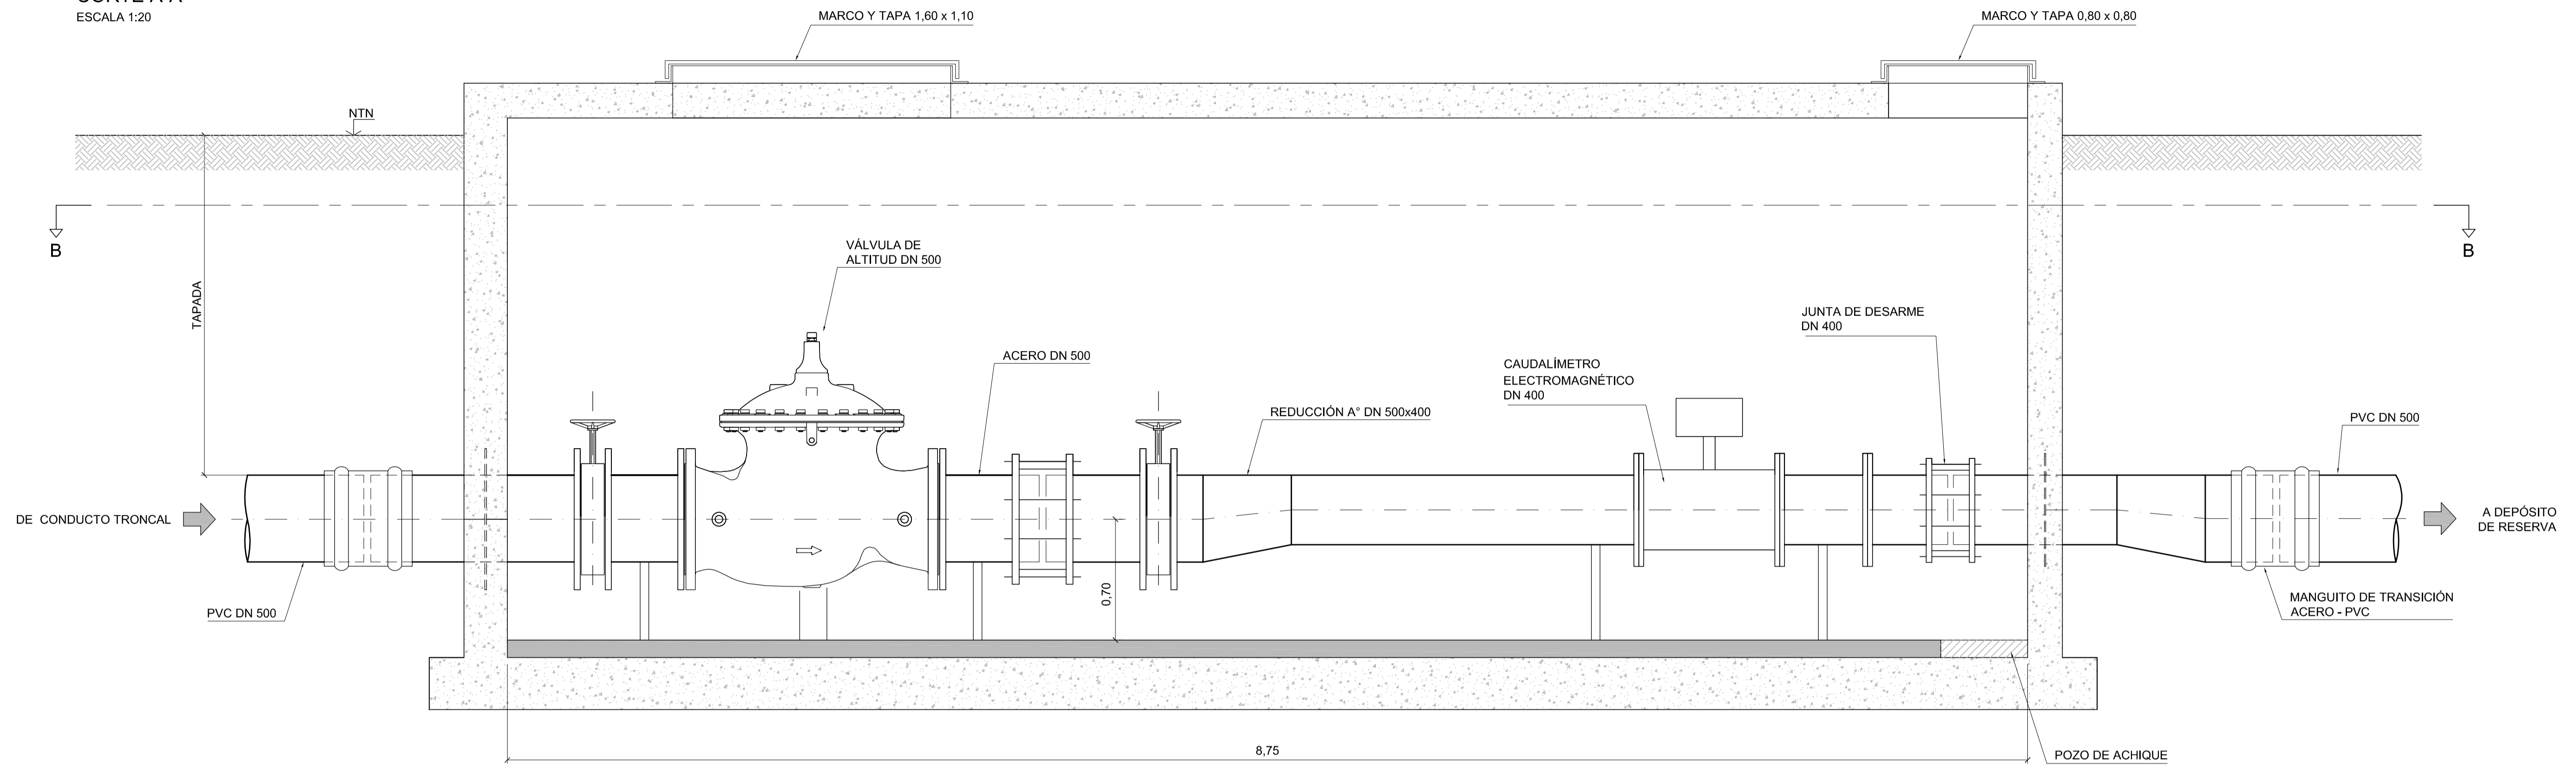 CORTE A-A
ESCALA 1:20
MARCO Y TAPA 1,60 x 1,10
MARCO Y TAPA 0,80 x 0,80
NTN
B
B
TAPADA
VÁLVULA DE
ALTITUD DN 500
ACERO DN 500
REDUCCIÓN A° DN 500x400
CAUDALÍMETRO
ELECTROMAGNÉTICO
DN 400
JUNTA DE DESARME
DN 400
PVC DN 500
DE CONDUCTO TRONCAL
A DEPÓSITO
DE RESERVA
PVC DN 500
0,70
MANGUITO DE TRANSICIÓN
ACERO - PVC
8,75
POZO DE ACHIQUE